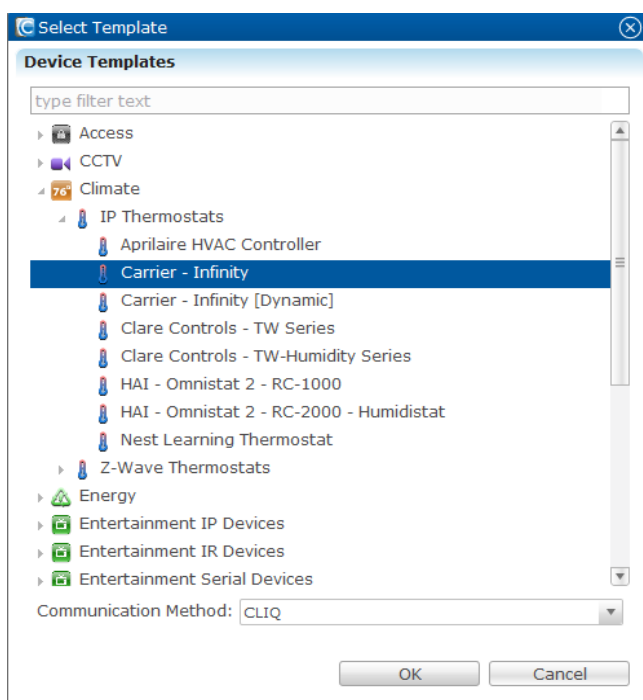 Select Template
Device Templates
type filter text
Access
CCTV
76°
Climate
IP Thermostats
Aprilaire HVAC Controller
Carrier - Infinity
Carrier - Infinity [Dynamic]
Clare Controls - TW Series
Clare Controls - TW-Humidity Series
HAI - Omnistat 2 - RC-1000
HAI - Omnistat 2 - RC-2000 - Humidistat
Nest Learning Thermostat
Z-Wave Thermostats
Energy
Entertainment IP Devices
Entertainment IR Devices
Entertainment Serial Devices
Communication Method: CLIQ
OK Cancel